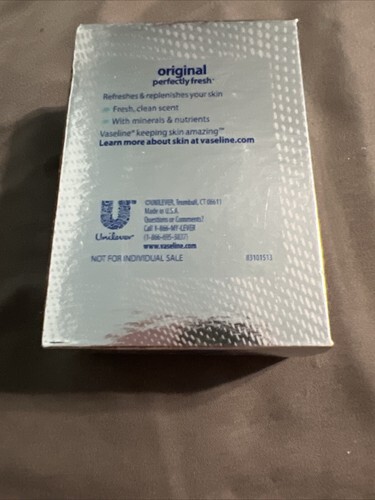 original
perfectly fresh™
Refreshes & replenishes your skin
Fresh, clean scent
With minerals & nutrients
Vaseline® keeping skin amazing℠
Learn more about skin at vaseline.com
©UNILEVER, Trumbull, CT 06611
Made in U.S.A.
Questions or Comments?
Call 1-866-MY-LEVER
(1-866-695-3837)
www.vaseline.com
Unilever
NOT FOR INDIVIDUAL SALE 83101513